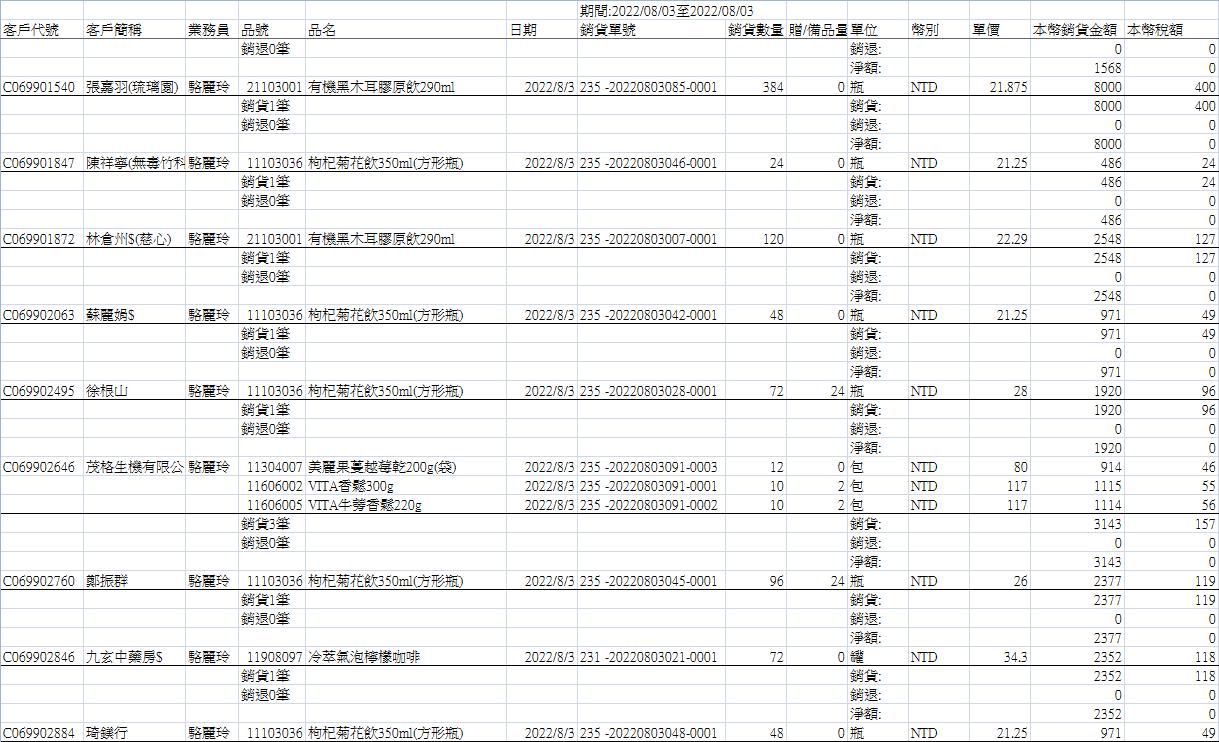 期間:2022/08/03至2022/08/03
客戶代號 客戶簡稱 業務員 品號 品名 日期 銷貨單號 銷貨數量 贈/備品量 單位 幣別 單價 本幣銷貨金額 本幣稅額
銷退0筆 銷退: 0 0
淨額: 1568 0
C069901540 張嘉羽(琉璃園) 駱麗玲 21103001 有機黑木耳膠原飲290ml 2022/8/3 235 -20220803085-0001 384 0 瓶 NTD 21.875 8000 400
銷貨1筆 銷貨: 8000 400
銷退0筆 銷退: 0 0
淨額: 8000 0
C069901847 陳祥寧(無毒竹科 駱麗玲 11103036 枸杞菊花飲350ml(方形瓶) 2022/8/3 235 -20220803046-0001 24 0 瓶 NTD 21.25 486 24
銷貨1筆 銷貨: 486 24
銷退0筆 銷退: 0 0
淨額: 486 0
C069901872 林倉州$(慈心) 駱麗玲 21103001 有機黑木耳膠原飲290ml 2022/8/3 235 -20220803007-0001 120 0 瓶 NTD 22.29 2548 127
銷貨1筆 銷貨: 2548 127
銷退0筆 銷退: 0 0
淨額: 2548 0
C069902063 蘇麗娟$ 駱麗玲 11103036 枸杞菊花飲350ml(方形瓶) 2022/8/3 235 -20220803042-0001 48 0 瓶 NTD 21.25 971 49
銷貨1筆 銷貨: 971 49
銷退0筆 銷退: 0 0
淨額: 971 0
C069902495 徐根山 駱麗玲 11103036 枸杞菊花飲350ml(方形瓶) 2022/8/3 235 -20220803028-0001 72 24 瓶 NTD 28 1920 96
銷貨1筆 銷貨: 1920 96
銷退0筆 銷退: 0 0
淨額: 1920 0
C069902646 茂格生機有限公 駱麗玲 11304007 美麗果蔓越莓乾200g(袋) 2022/8/3 235 -20220803091-0003 12 0 包 NTD 80 914 46
11606002 VITA香鬆300g 2022/8/3 235 -20220803091-0001 10 2 包 NTD 117 1115 55
11606005 VITA牛蒡香鬆220g 2022/8/3 235 -20220803091-0002 10 2 包 NTD 117 1114 56
銷貨3筆 銷貨: 3143 157
銷退0筆 銷退: 0 0
淨額: 3143 0
C069902760 鄭振群 駱麗玲 11103036 枸杞菊花飲350ml(方形瓶) 2022/8/3 235 -20220803045-0001 96 24 瓶 NTD 26 2377 119
銷貨1筆 銷貨: 2377 119
銷退0筆 銷退: 0 0
淨額: 2377 0
C069902846 九玄中藥房$ 駱麗玲 11908097 冷萃氣泡檸檬咖啡 2022/8/3 231 -20220803021-0001 72 0 罐 NTD 34.3 2352 118
銷貨1筆 銷貨: 2352 118
銷退0筆 銷退: 0 0
淨額: 2352 0
C069902884 琦鎂行 駱麗玲 11103036 枸杞菊花飲350ml(方形瓶) 2022/8/3 235 -20220803048-0001 48 0 瓶 NTD 21.25 971 49